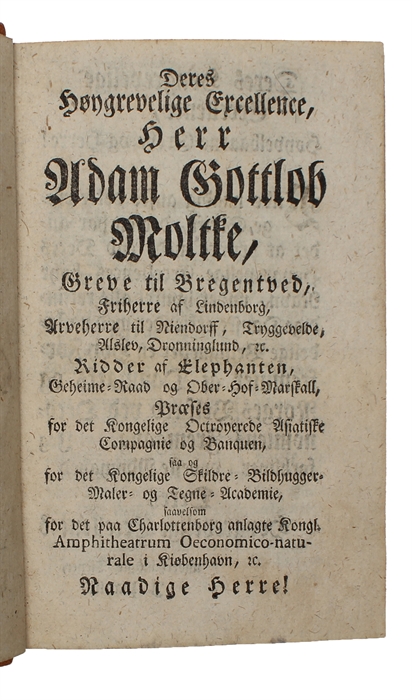 Deres
Høygrevelige Excellence,
Herr
Adam Gottlob
Moltke,
Greve til Bregentved,
Friherre af Lindenborg,
Arveherre til Niendorff, Tryggevelde,
Alslev, Dronninglund, ꝛc.
Ridder af Elephanten,
Geheime-Raad og Ober-Hof-Marskall,
Præses
for det Kongelige Octroyerede Asiatiske
Compagnie og Banquen,
saa og
for det Kongelige Skildre- Bildhugger-
Maler- og Tegne-Academie,
saavelsom
for det paa Charlottenborg anlagte Kongl.
Amphitheatrum Oeconomico-natu-
rale i Kiøbenhavn, ꝛc.
Naadige Herre!